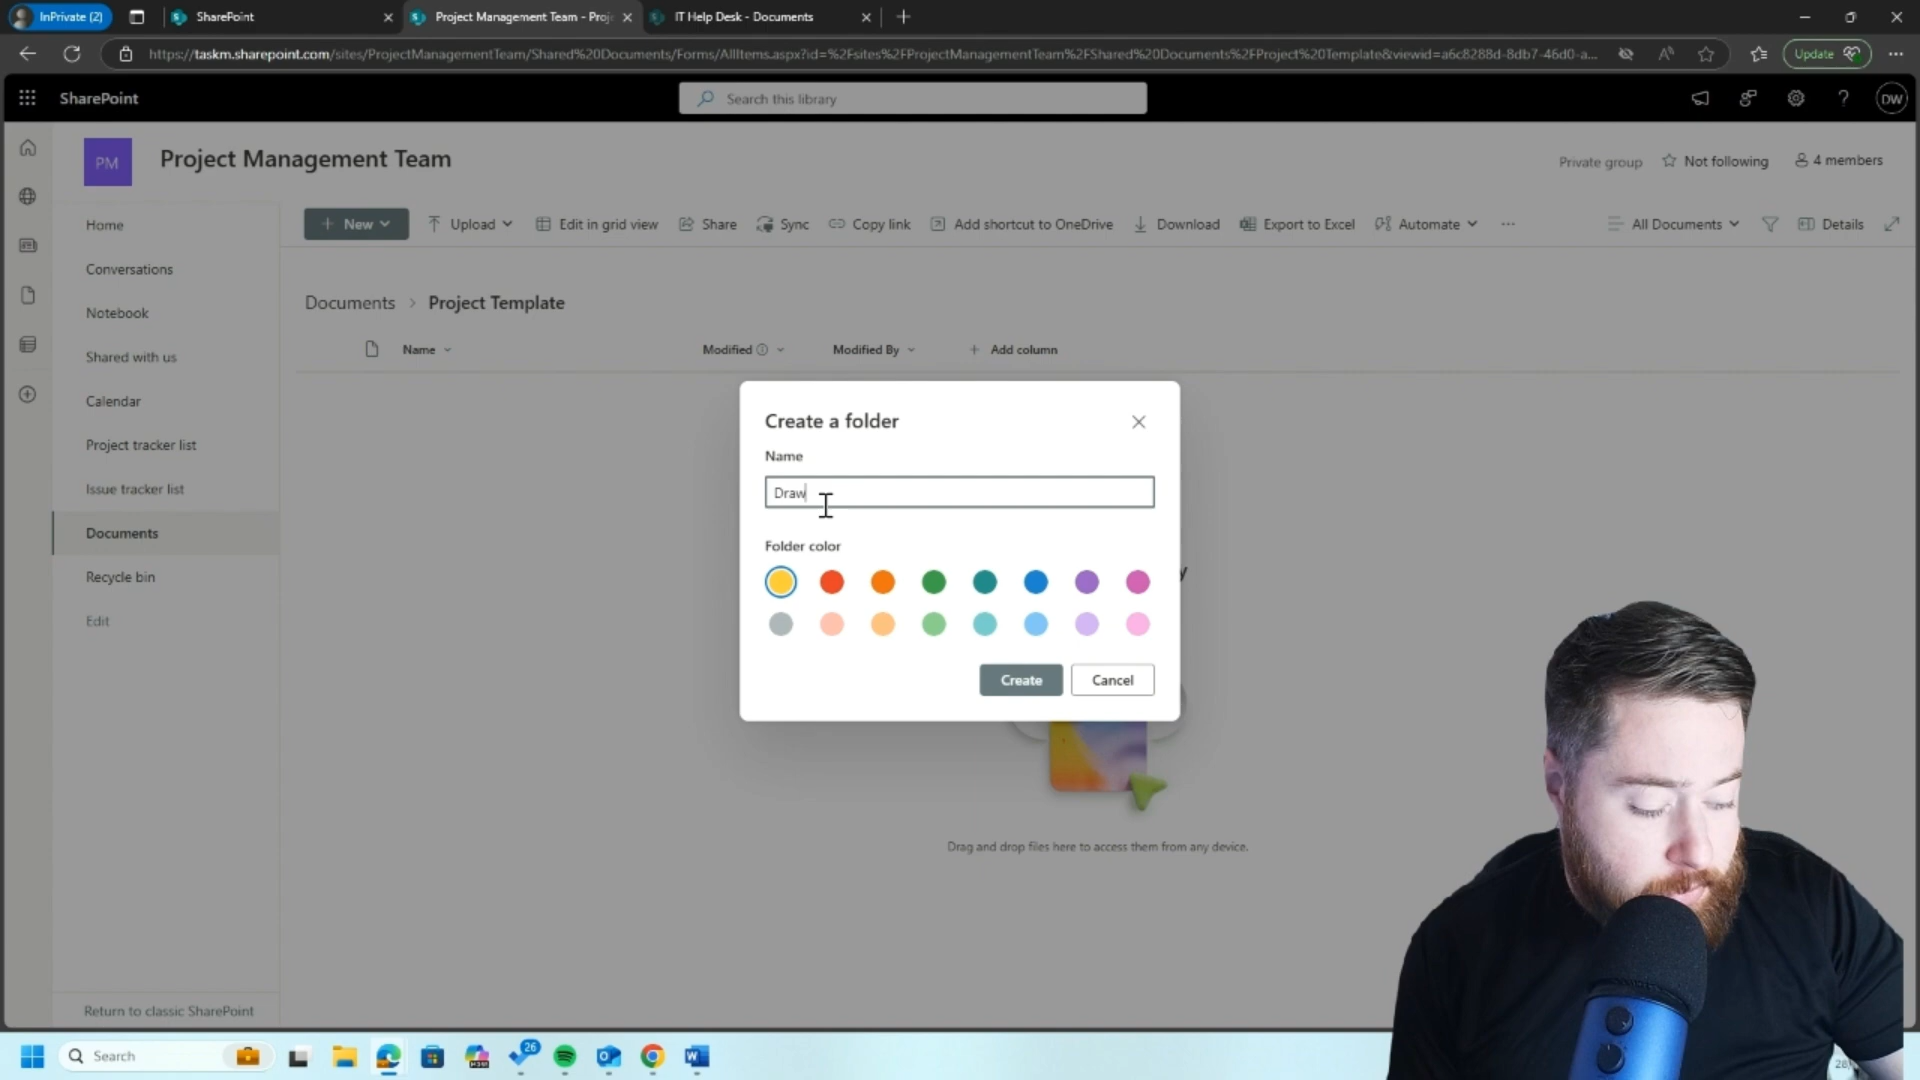 InPrivate (2)
SharePoint
Project Management Team - Proj
IT Help Desk - Documents
https://taskm.sharepoint.com/sites/ProjectManagementTeam/Shared%20Documents/Forms/AllItems.aspx?id=%2Fsites%2FProjectManagementTeam%2FShared%20Documents%2FProject%20Template&viewid=a6c8288d-8db7-46d0-a...
Update
SharePoint
Search this library
DW
PM
Project Management Team
Private group
Not following
4 members
New
Upload
Edit in grid view
Share
Sync
Copy link
Add shortcut to OneDrive
Download
Export to Excel
Automate
All Documents
Details
Home
Conversations
Notebook
Shared with us
Calendar
Project tracker list
Issue tracker list
Documents
Recycle bin
Edit
Return to classic SharePoint
Documents > Project Template
Name
Modified
Modified By
Add column
Create a folder
Name
Draw
Folder color
y
Create
Cancel
Drag and drop files here to access them from any device.
Search
26